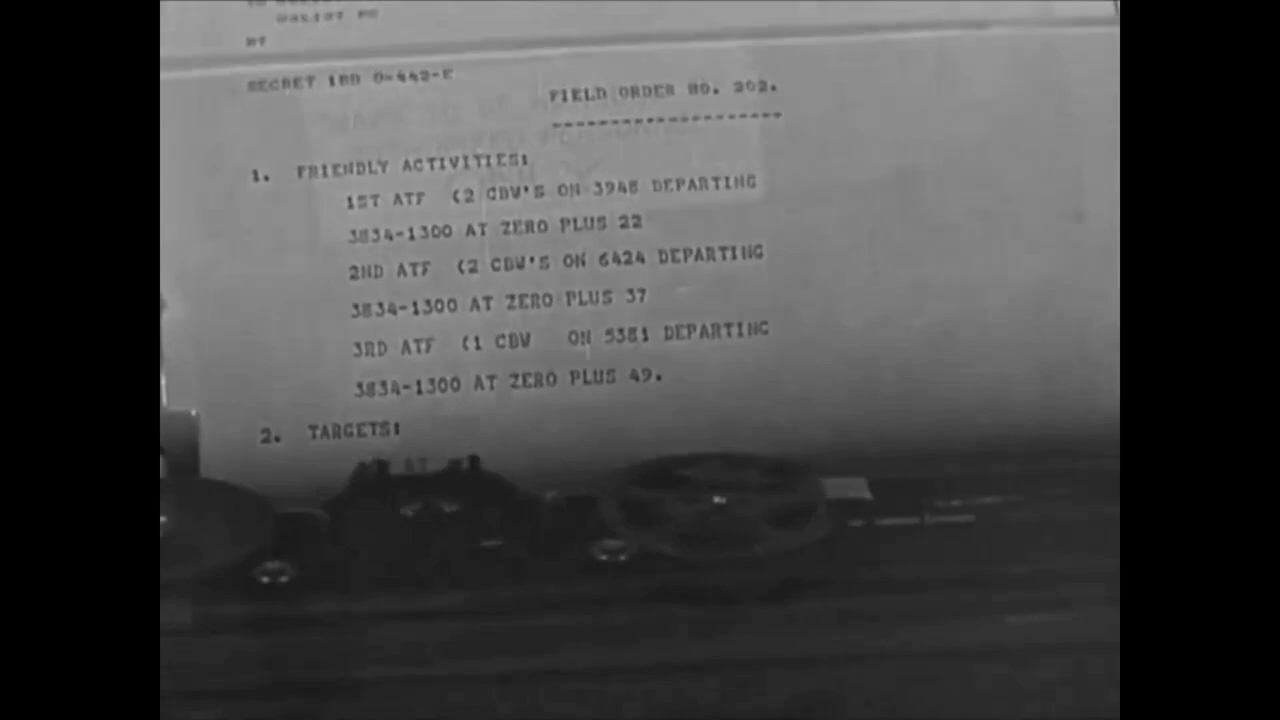 SECRET 1BD O-442-E
FIELD ORDER NO. 202.
--------------------
1. FRIENDLY ACTIVITIES:
1ST ATF (2 CBW'S ON 3948 DEPARTING
3834-1300 AT ZERO PLUS 22
2ND ATF (2 CBW'S ON 6424 DEPARTING
3834-1300 AT ZERO PLUS 37
3RD ATF (1 CBW ON 5381 DEPARTING
3834-1300 AT ZERO PLUS 49.
2. TARGETS: